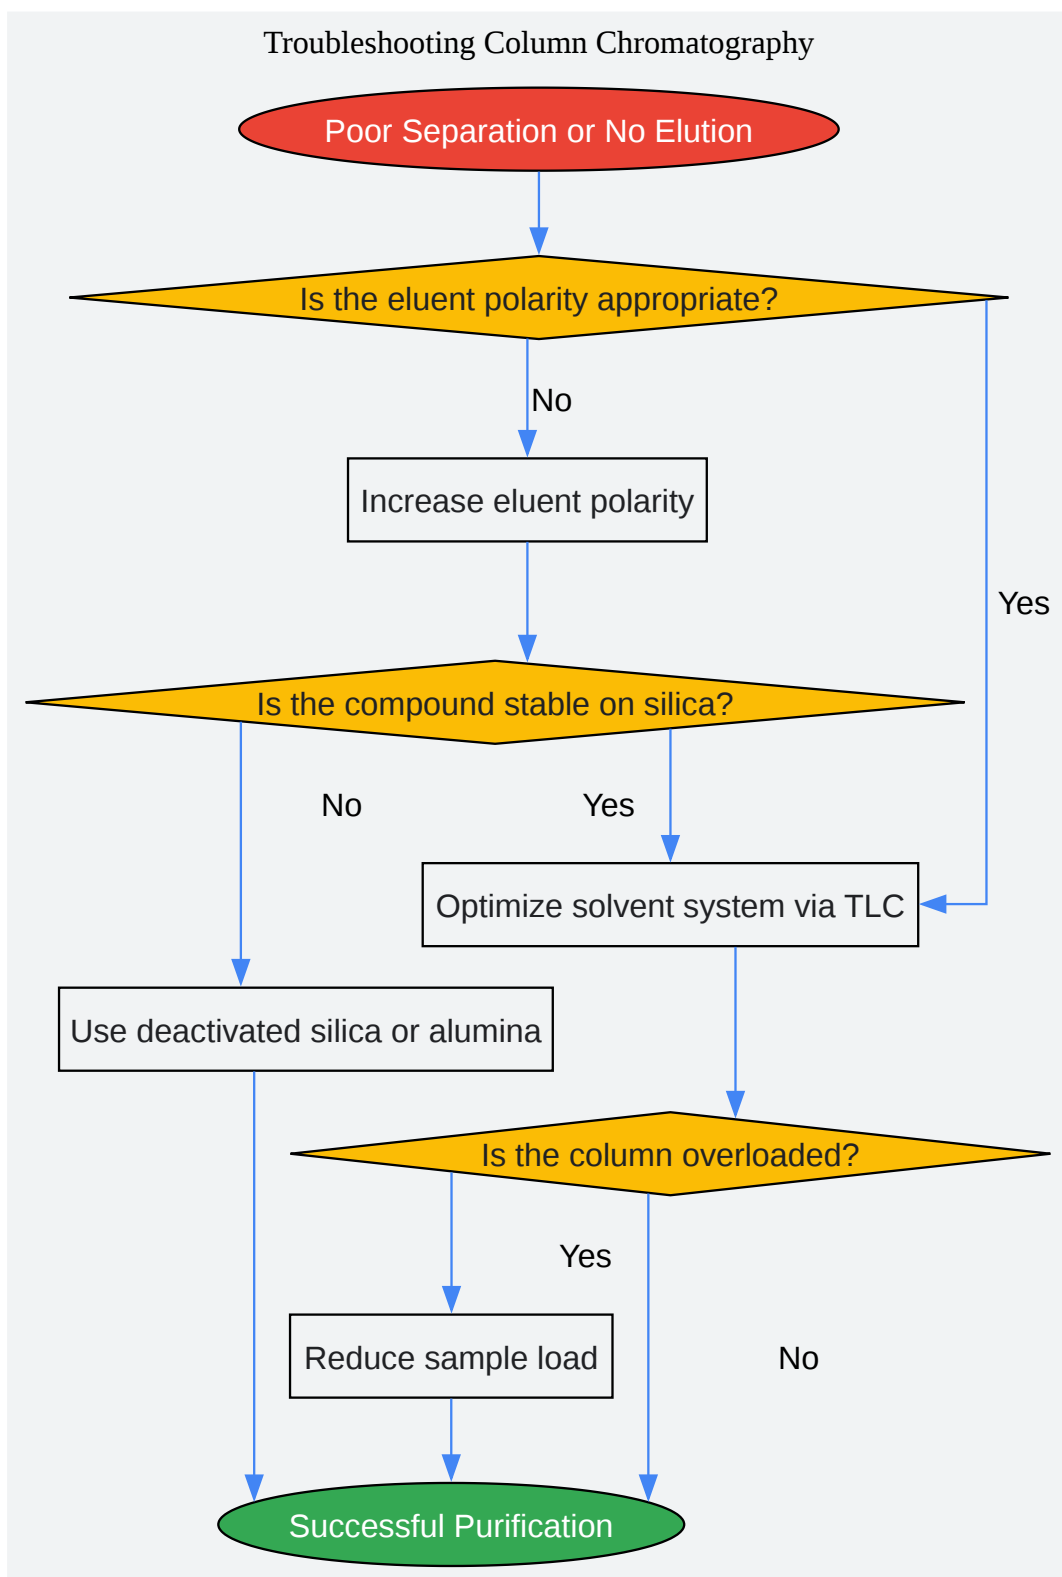 Troubleshooting Column Chromatography
Poor Separation or No Elution
Is the eluent polarity appropriate?
No
Increase eluent polarity
Yes
Is the compound stable on silica?
No
Yes
Optimize solvent system via TLC
Use deactivated silica or alumina
Is the column overloaded?
Yes
Reduce sample load
No
Successful Purification